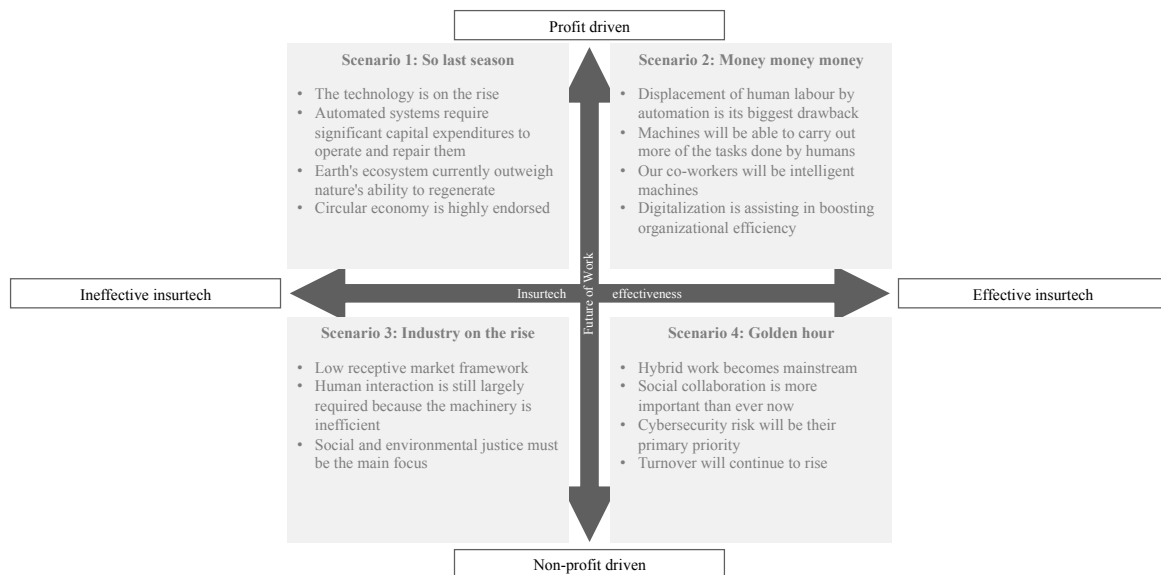 Profit driven
Scenario 1: So last season
• The technology is on the rise
• Automated systems require
significant capital expenditures to
operate and repair them
• Earth's ecosystem currently outweigh
nature's ability to regenerate
• Circular economy is highly endorsed
Scenario 2: Money money money
• Displacement of human labour by
automation is its biggest drawback
• Machines will be able to carry out
more of the tasks done by humans
• Our co-workers will be intelligent
machines
• Digitalization is assisting in boosting
organizational efficiency
Ineffective insurtech
Insurtech effectiveness
Future of Work
Effective insurtech
Scenario 3: Industry on the rise
• Low receptive market framework
• Human interaction is still largely
required because the machinery is
inefficient
• Social and environmental justice must
be the main focus
Scenario 4: Golden hour
• Hybrid work becomes mainstream
• Social collaboration is more
important than ever now
• Cybersecurity risk will be their
primary priority
• Turnover will continue to rise
Non-profit driven